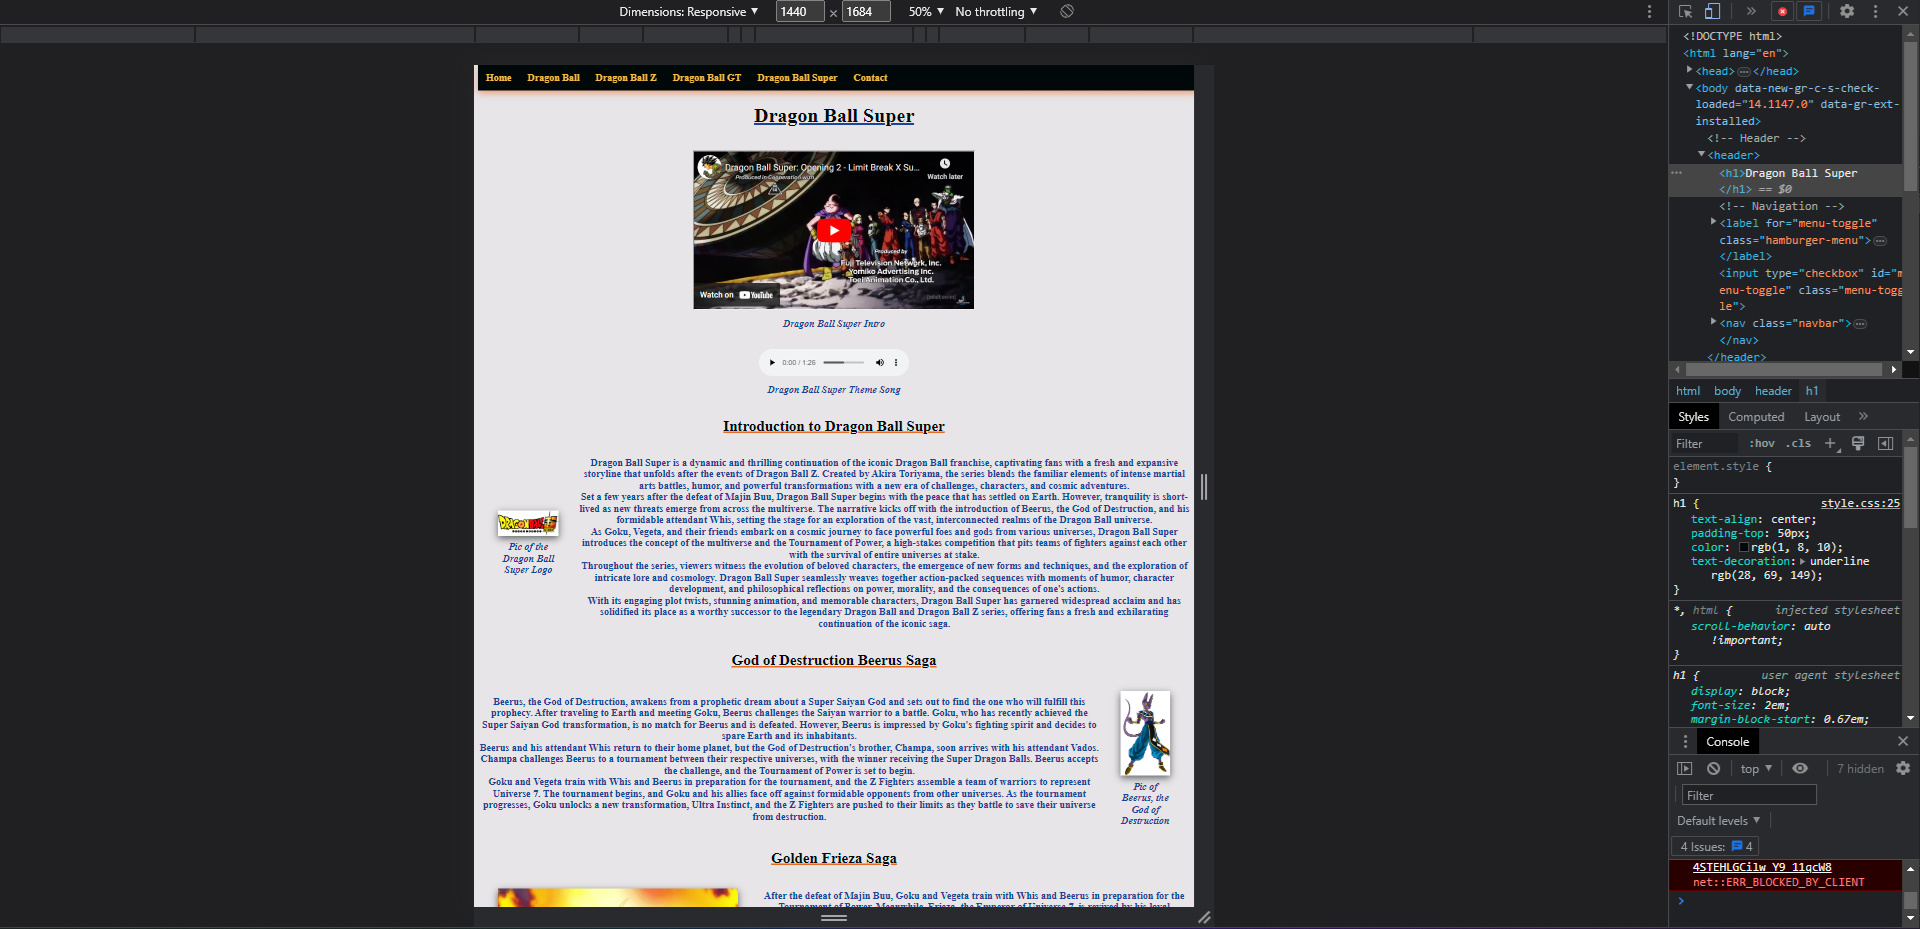 Dimensions: Responsive ▼ 1440 × 1684 50% ▼ No throttling ▼
Home Dragon Ball Dragon Ball Z Dragon Ball GT Dragon Ball Super Contact
Dragon Ball Super
Dragon Ball Super: Opening 2 - Limit Break X Su...
Watch later
Produced in Cooperation with
Produced by
Fuji Television Network, Inc.
Yomiko Advertising Inc.
Toei Animation Co., Ltd.
Watch on YouTube
Dragon Ball Super Intro
0:00 / 1:26
Dragon Ball Super Theme Song
Introduction to Dragon Ball Super
Dragon Ball Super is a dynamic and thrilling continuation of the iconic Dragon Ball franchise, captivating fans with a fresh and expansive
storyline that unfolds after the events of Dragon Ball Z. Created by Akira Toriyama, the series blends the familiar elements of intense martial
arts battles, humor, and powerful transformations with a new era of challenges, characters, and cosmic adventures.
Set a few years after the defeat of Majin Buu, Dragon Ball Super begins with the peace that has settled on Earth. However, tranquility is short-
lived as new threats emerge from across the multiverse. The narrative kicks off with the introduction of Beerus, the God of Destruction, and his
formidable attendant Whis, setting the stage for an exploration of the vast, interconnected realms of the Dragon Ball universe.
As Goku, Vegeta, and their friends embark on a cosmic journey to face powerful foes and gods from various universes, Dragon Ball Super
introduces the concept of the multiverse and the Tournament of Power, a high-stakes competition that pits teams of fighters against each other
with the survival of entire universes at stake.
Throughout the series, viewers witness the evolution of beloved characters, the emergence of new forms and techniques, and the exploration of
intricate lore and cosmology. Dragon Ball Super seamlessly weaves together action-packed sequences with moments of humor, character
development, and philosophical reflections on power, morality, and the consequences of one's actions.
With its engaging plot twists, stunning animation, and memorable characters, Dragon Ball Super has garnered widespread acclaim and has
solidified its place as a worthy successor to the legendary Dragon Ball and Dragon Ball Z series, offering fans a fresh and exhilarating
continuation of the iconic saga.
Pic of the
Dragon Ball
Super Logo
God of Destruction Beerus Saga
Beerus, the God of Destruction, awakens from a prophetic dream about a Super Saiyan God and sets out to find the one who will fulfill this
prophecy. After traveling to Earth and meeting Goku, Beerus challenges the Saiyan warrior to a battle. Goku, who has recently achieved the
Super Saiyan God transformation, is no match for Beerus and is defeated. However, Beerus is impressed by Goku's fighting spirit and decides to
spare Earth and its inhabitants.
Beerus and his attendant Whis return to their home planet, but the God of Destruction's brother, Champa, soon arrives with his attendant Vados.
Champa challenges Beerus to a tournament between their respective universes, with the winner receiving the Super Dragon Balls. Beerus accepts
the challenge, and the Tournament of Power is set to begin.
Goku and Vegeta train with Whis and Beerus in preparation for the tournament, and the Z Fighters assemble a team of warriors to represent
Universe 7. The tournament begins, and Goku and his allies face off against formidable opponents from other universes. As the tournament
progresses, Goku unlocks a new transformation, Ultra Instinct, and the Z Fighters are pushed to their limits as they battle to save their universe
from destruction.
Pic of
Beerus, the
God of
Destruction
Golden Frieza Saga
After the defeat of Majin Buu, Goku and Vegeta train with Whis and Beerus in preparation for the
Tournament of Power. Meanwhile, Frieza, the Emperor of Universe 7, is revived by his loyal
<!DOCTYPE html>
<html lang="en">
<head> </head>
<body data-new-gr-c-s-check-
loaded="14.1147.0" data-gr-ext-
installed>
<!-- Header -->
<header>
<h1>Dragon Ball Super
</h1> == $0
<!-- Navigation -->
<label for="menu-toggle"
class="hamburger-menu">
</label>
<input type="checkbox" id="m
enu-toggle" class="menu-togg
le">
<nav class="navbar">
</nav>
</header>
html body header h1
Styles Computed Layout »
Filter :hov .cls +
element.style {
}
h1 { style.css:25
text-align: center;
padding-top: 50px;
color: rgb(1, 8, 10);
text-decoration: underline
rgb(28, 69, 149);
}
*, html { injected stylesheet
scroll-behavior: auto
!important;
}
h1 { user agent stylesheet
display: block;
font-size: 2em;
margin-block-start: 0.67em;
Console
top ▼ 7 hidden
Filter
Default levels ▼
4 Issues: 4
4STEHLGCilw_Y9_11qcW8
net::ERR_BLOCKED_BY_CLIENT